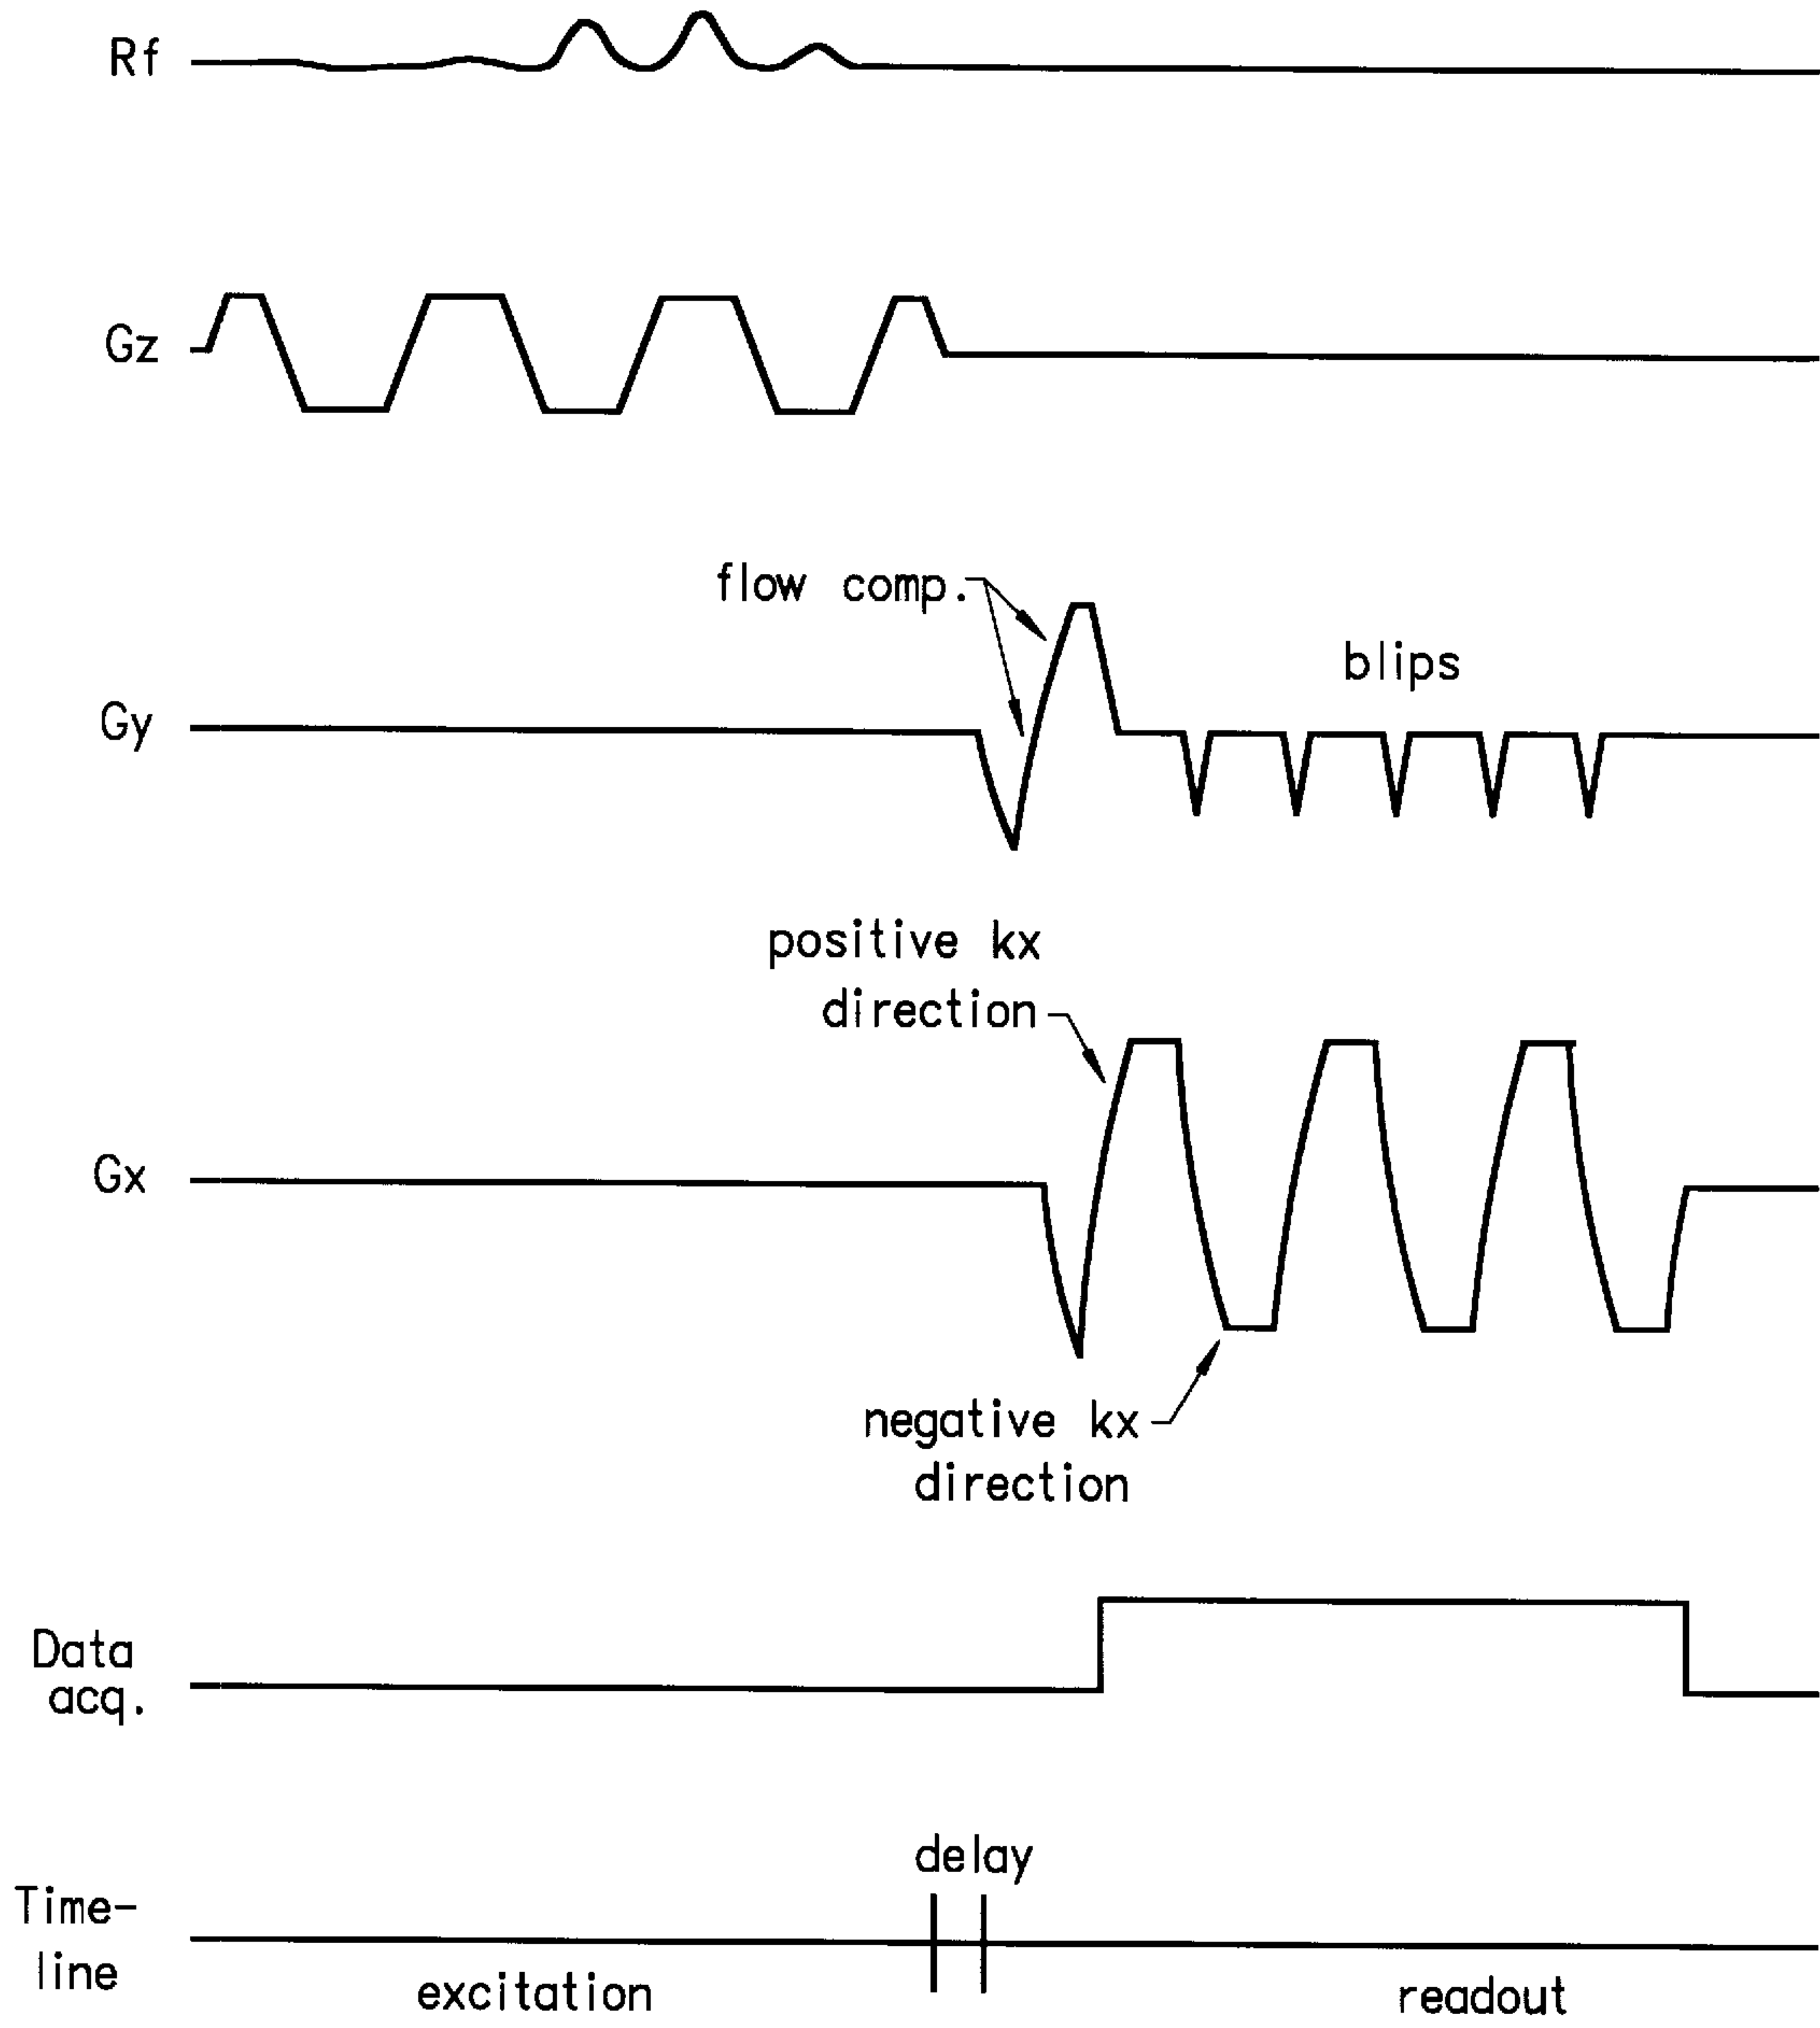 Rf
Gz
flow comp.
blips
Gy
positive kx
direction
Gx
negative kx
direction
Data
acq.
delay
Time-
line
excitation
readout